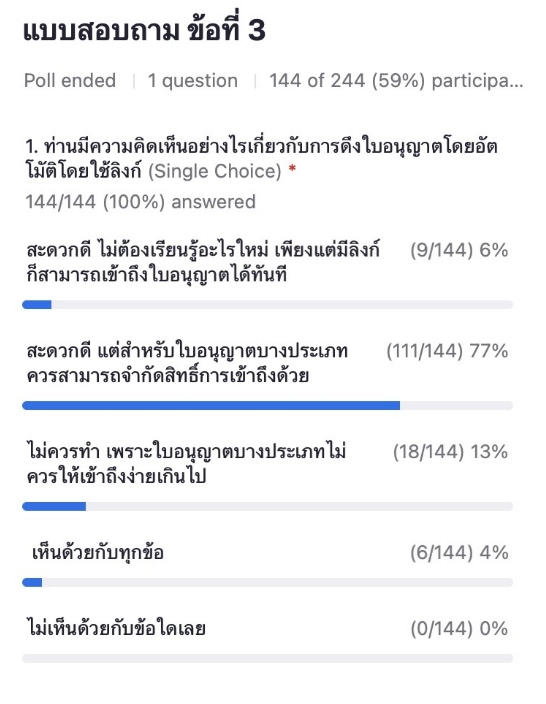 แบบสอบถาม ข้อที่ 3
Poll ended | 1 question | 144 of 244 (59%) participa...
1. ท่านมีความคิดเห็นอย่างไรเกี่ยวกับการดึงใบอนุญาตโดยอัต
โมัติโดยใช้ลิงก์ (Single Choice) *
144/144 (100%) answered
สะดวกดี ไม่ต้องเรียนรู้อะไรใหม่ เพียงแต่มีลิงก์ (9/144) 6%
ก็สามารถเข้าถึงใบอนุญาตได้ทันที
สะดวกดี แต่สำหรับใบอนุญาตบางประเภท (111/144) 77%
ควรสามารถจำกัดสิทธิ์การเข้าถึงด้วย
ไม่ควรทำ เพราะใบอนุญาตบางประเภทไม่ (18/144) 13%
ควรให้เข้าถึงง่ายเกินไป
เห็นด้วยกับทุกข้อ (6/144) 4%
ไม่เห็นด้วยกับข้อใดเลย (0/144) 0%